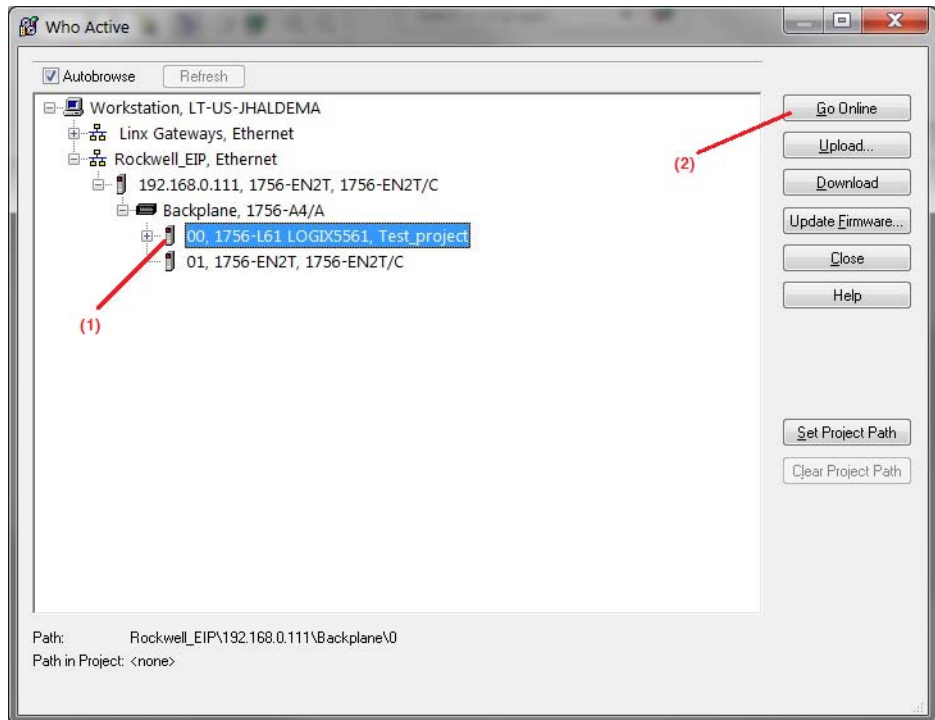 Who Active
Autobrowse
Refresh
Workstation, LT-US-JHALDEMA
Linx Gateways, Ethernet
Rockwell_EIP, Ethernet
192.168.0.111, 1756-EN2T, 1756-EN2T/C
Backplane, 1756-A4/A
00, 1756-L61 LOGIX5561, Test_project
01, 1756-EN2T, 1756-EN2T/C
(1)
(2)
Go Online
Upload...
Download
Update Firmware...
Close
Help
Set Project Path
Clear Project Path
Path: Rockwell_EIP\192.168.0.111\Backplane\0
Path in Project: <none>